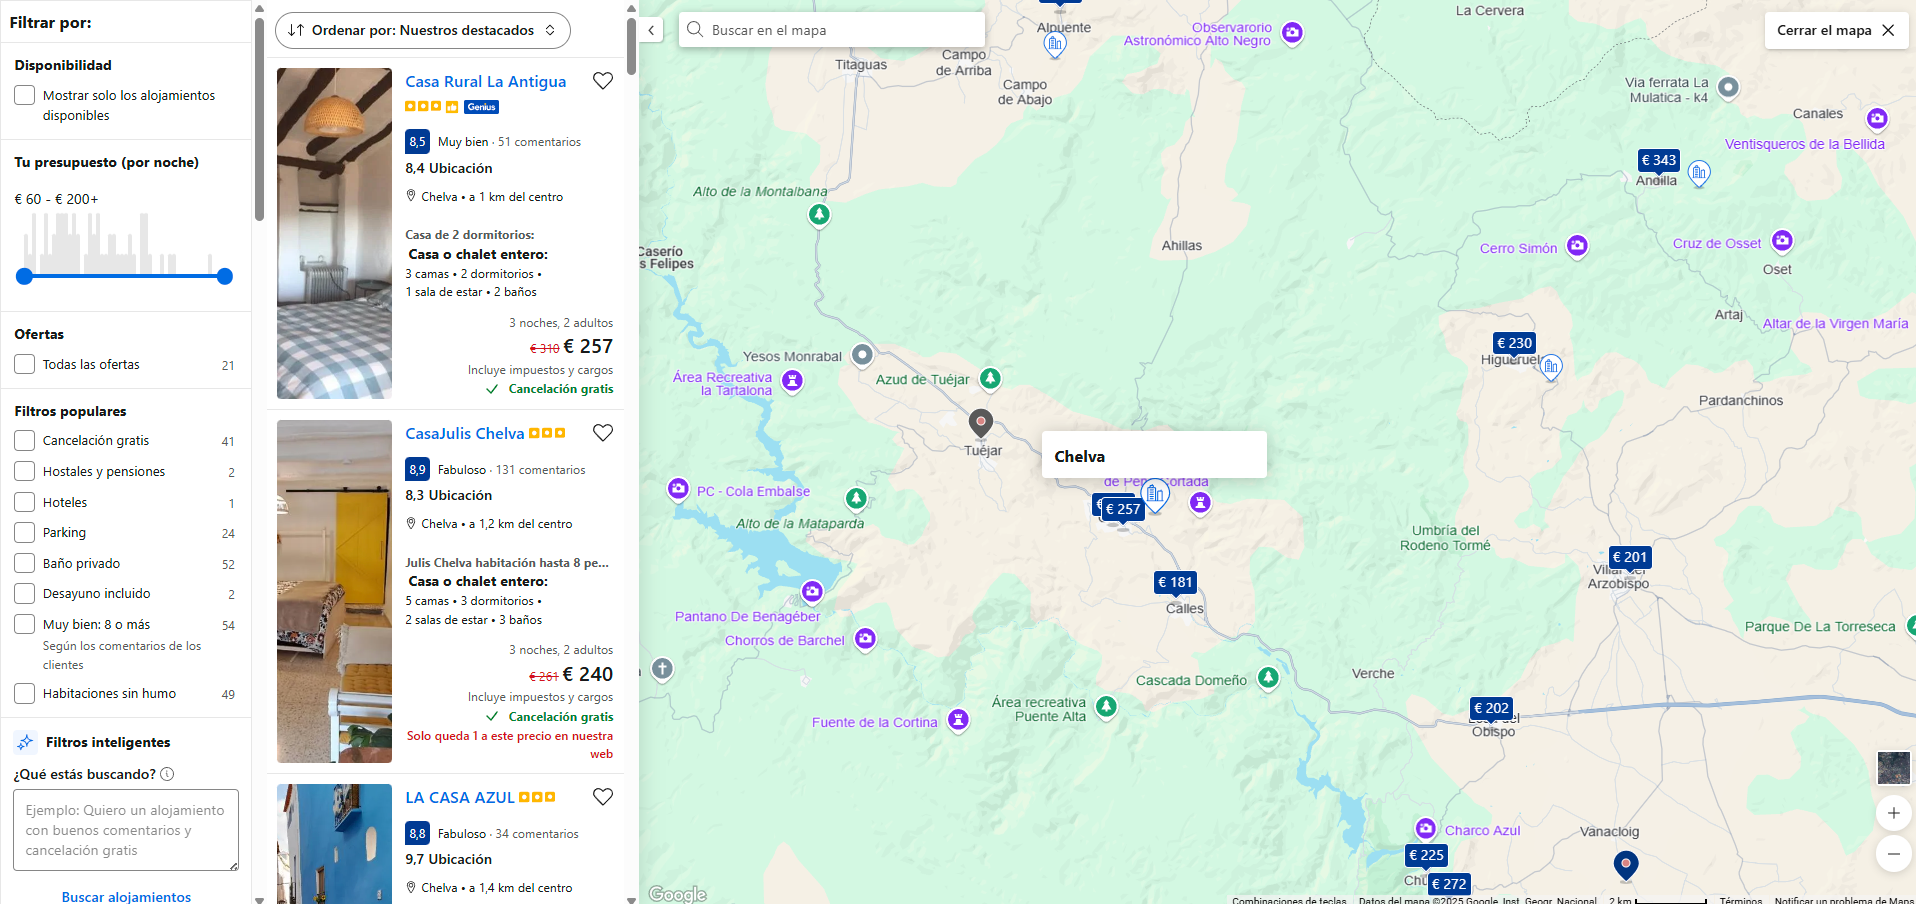 Filtrar por:
Disponibilidad
Mostrar solo los alojamientos
disponibles
Tu presupuesto (por noche)
€ 60 - € 200+
Ofertas
Todas las ofertas 21
Filtros populares
Cancelación gratis 41
Hostales y pensiones 2
Hoteles 1
Parking 24
Baño privado 52
Desayuno incluido 2
Muy bien: 8 o más 54
Según los comentarios de los
clientes
Habitaciones sin humo 49
Filtros inteligentes
¿Qué estás buscando?
Ejemplo: Quiero un alojamiento
con buenos comentarios y
cancelación gratis
Buscar alojamientos
Ordenar por: Nuestros destacados
Casa Rural La Antigua
Genius
8,5 Muy bien · 51 comentarios
8,4 Ubicación
Chelva • a 1 km del centro
Casa de 2 dormitorios:
Casa o chalet entero:
3 camas • 2 dormitorios •
1 sala de estar • 2 baños
3 noches, 2 adultos
€ 310 € 257
Incluye impuestos y cargos
Cancelación gratis
CasaJulis Chelva
8,9 Fabuloso · 131 comentarios
8,3 Ubicación
Chelva • a 1,2 km del centro
Julis Chelva habitación hasta 8 pe...
Casa o chalet entero:
5 camas • 3 dormitorios •
2 salas de estar • 3 baños
3 noches, 2 adultos
€ 261 € 240
Incluye impuestos y cargos
Cancelación gratis
Solo queda 1 a este precio en nuestra
web
LA CASA AZUL
8,8 Fabuloso · 34 comentarios
9,7 Ubicación
Chelva • a 1,4 km del centro
Buscar en el mapa
Cerrar el mapa
La Cervera
Alpuente
Observarorio
Astronómico Alto Negro
Titaguas
Campo
de Arriba
Campo
de Abajo
Via ferrata La
Mulatica - k4
Canales
Ventisqueros de la Bellida
€ 343
Andilla
Alto de la Montalbana
Caserío
s Felipes
Ahillas
Cerro Simón
Cruz de Osset
Oset
Artaj
Altar de la Virgen María
€ 230
Yesos Monrabal
Área Recreativa
la Tartalona
Azud de Tuéjar
Pardanchinos
Tuéjar
Chelva
PC - Cola Embalse
Alto de la Mataparda
€ 257
Umbría del
Rodeno Tormé
€ 201
Arzobispo
€ 181
Calles
Pantano De Benagéber
Chorros de Barchel
Parque De La Torreseca
Cascada Domeño
Verche
Área recreativa
Puente Alta
Fuente de la Cortina
€ 202
Obispo
Charco Azul
Vanacloig
€ 225
€ 272
Google
Combinaciones de teclas
Datos del mapa ©2025 Google, Inst. Geogr. Nacional
2 km
Términos
Notificar un problema de Maps